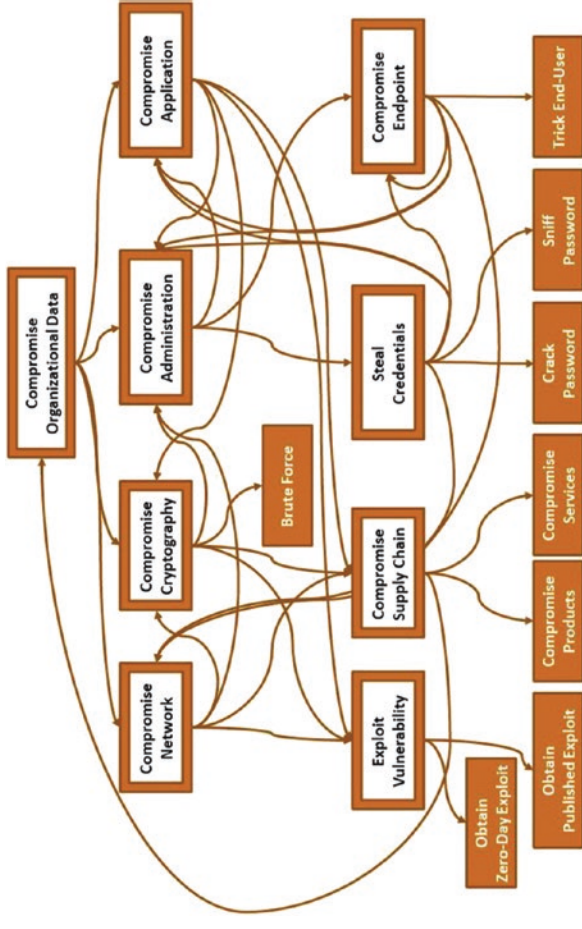 Compromise
Organizational Data
Compromise
Network
Compromise
Cryptography
Compromise
Administration
Compromise
Application
Brute Force
Exploit
Vulnerability
Compromise
Supply Chain
Steal
Credentials
Compromise
Endpoint
Obtain
Zero-Day Exploit
Obtain
Published Exploit
Compromise
Products
Compromise
Services
Crack
Password
Sniff
Password
Trick End-User